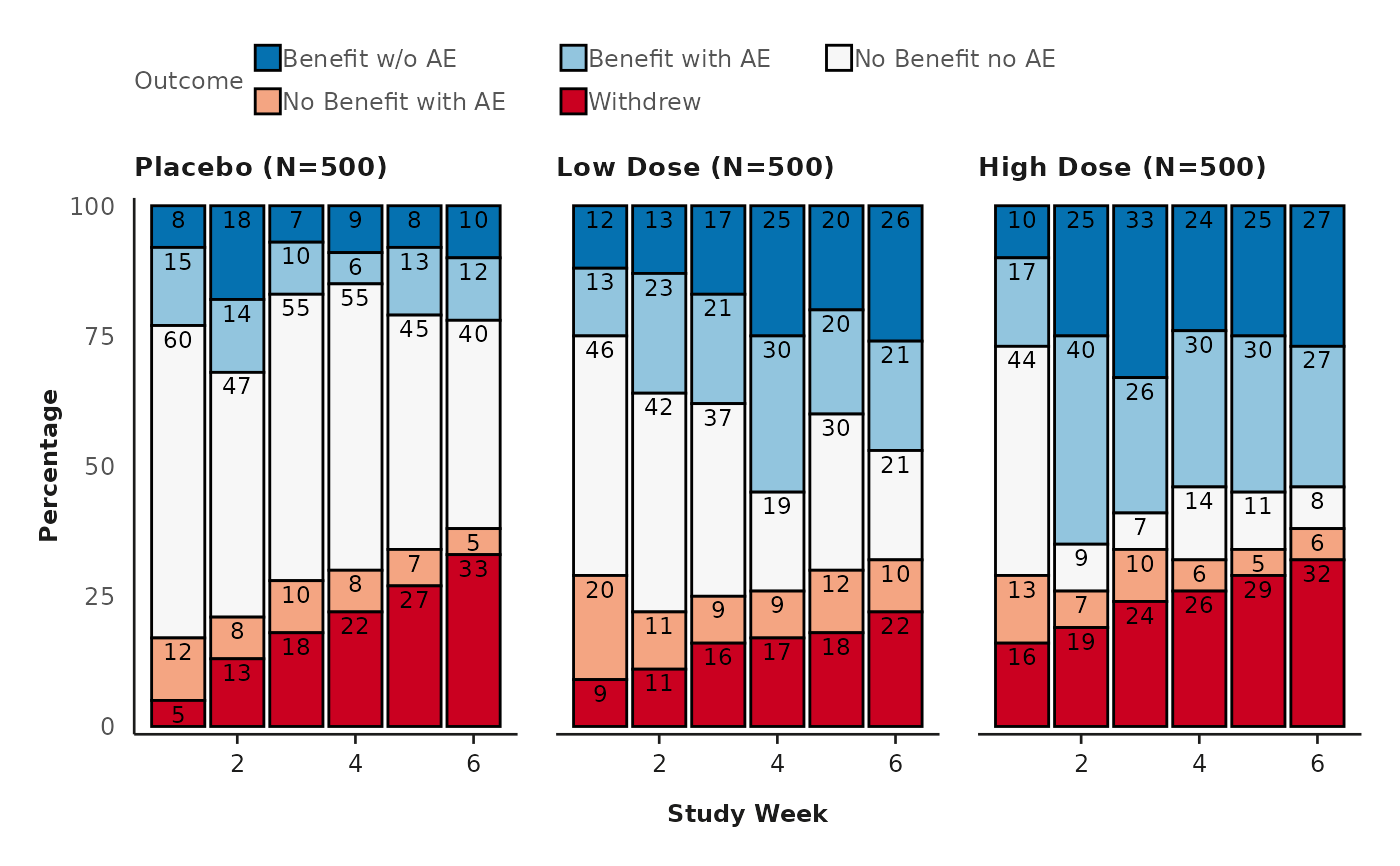 Outcome
Benefit w/o AE
Benefit with AE
No Benefit no AE
No Benefit with AE
Withdrew
Placebo (N=500)
Low Dose (N=500)
High Dose (N=500)
Percentage
100
75
50
25
0
8 18 7 9 8 10
15 14 10 6 13 12
60 47 55 55 45 40
12 8 10 8 7 5
5 13 18 22 27 33
12 13 17 25 20 26
13 23 21 30 20 21
46 42 37 19 30 21
20 11 9 9 12 10
9 11 16 17 18 22
10 25 33 24 25 27
17 40 26 30 30 27
44 9 7 14 11 8
13 7 10 6 5 6
16 19 24 26 29 32
2 4 6
2 4 6
2 4 6
Study Week